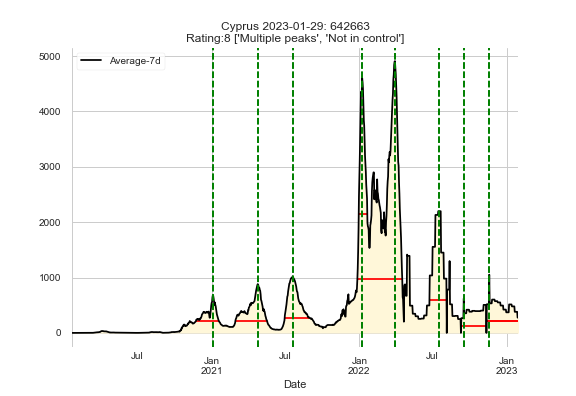 Cyprus 2023-01-29: 642663
Rating:8 ['Multiple peaks', 'Not in control']
Average-7d
5000
4000
3000
2000
1000
0
Jul
Jan
2021
Jul
Jan
2022
Jul
Jan
2023
Date